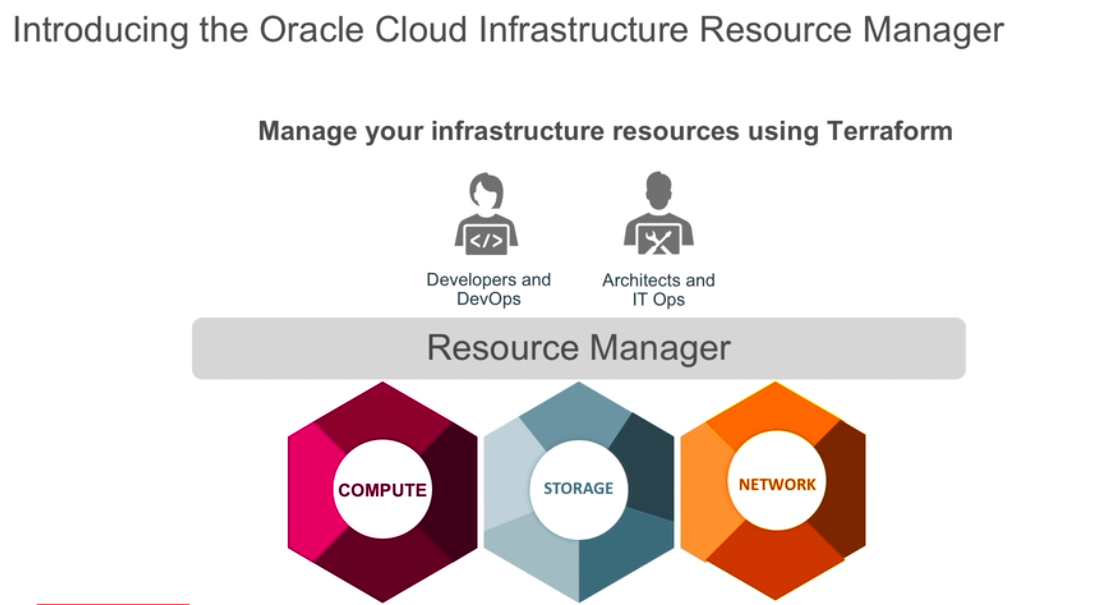 Introducing the Oracle Cloud Infrastructure Resource Manager
Manage your infrastructure resources using Terraform
</>
Developers and
DevOps
Architects and
IT Ops
Resource Manager
COMPUTE
STORAGE
NETWORK